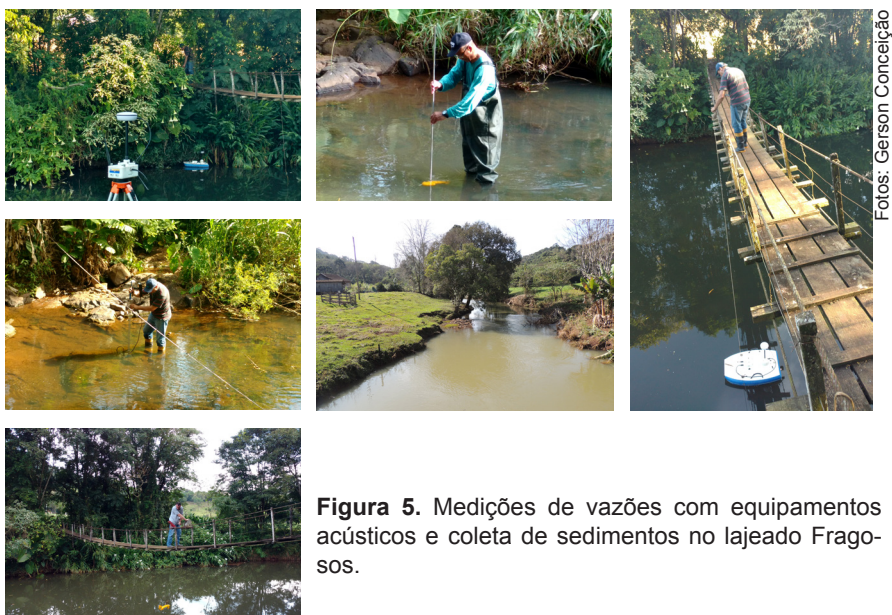 Fotos: Gerson Conceição
Figura 5. Medições de vazões com equipamentos
acústicos e coleta de sedimentos no lajeado Frago-
sos.